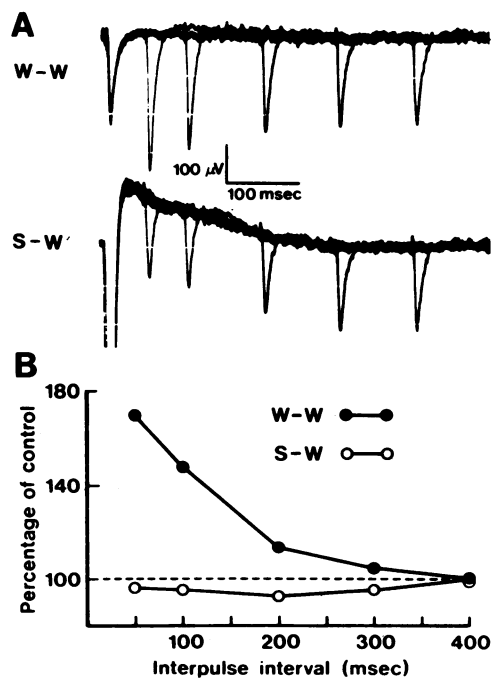 A
W-W
100 μV
100 msec
S-W'
B
180
140
100
Percentage of control
W-W
S-W
100
200
300
400
Interpulse interval (msec)